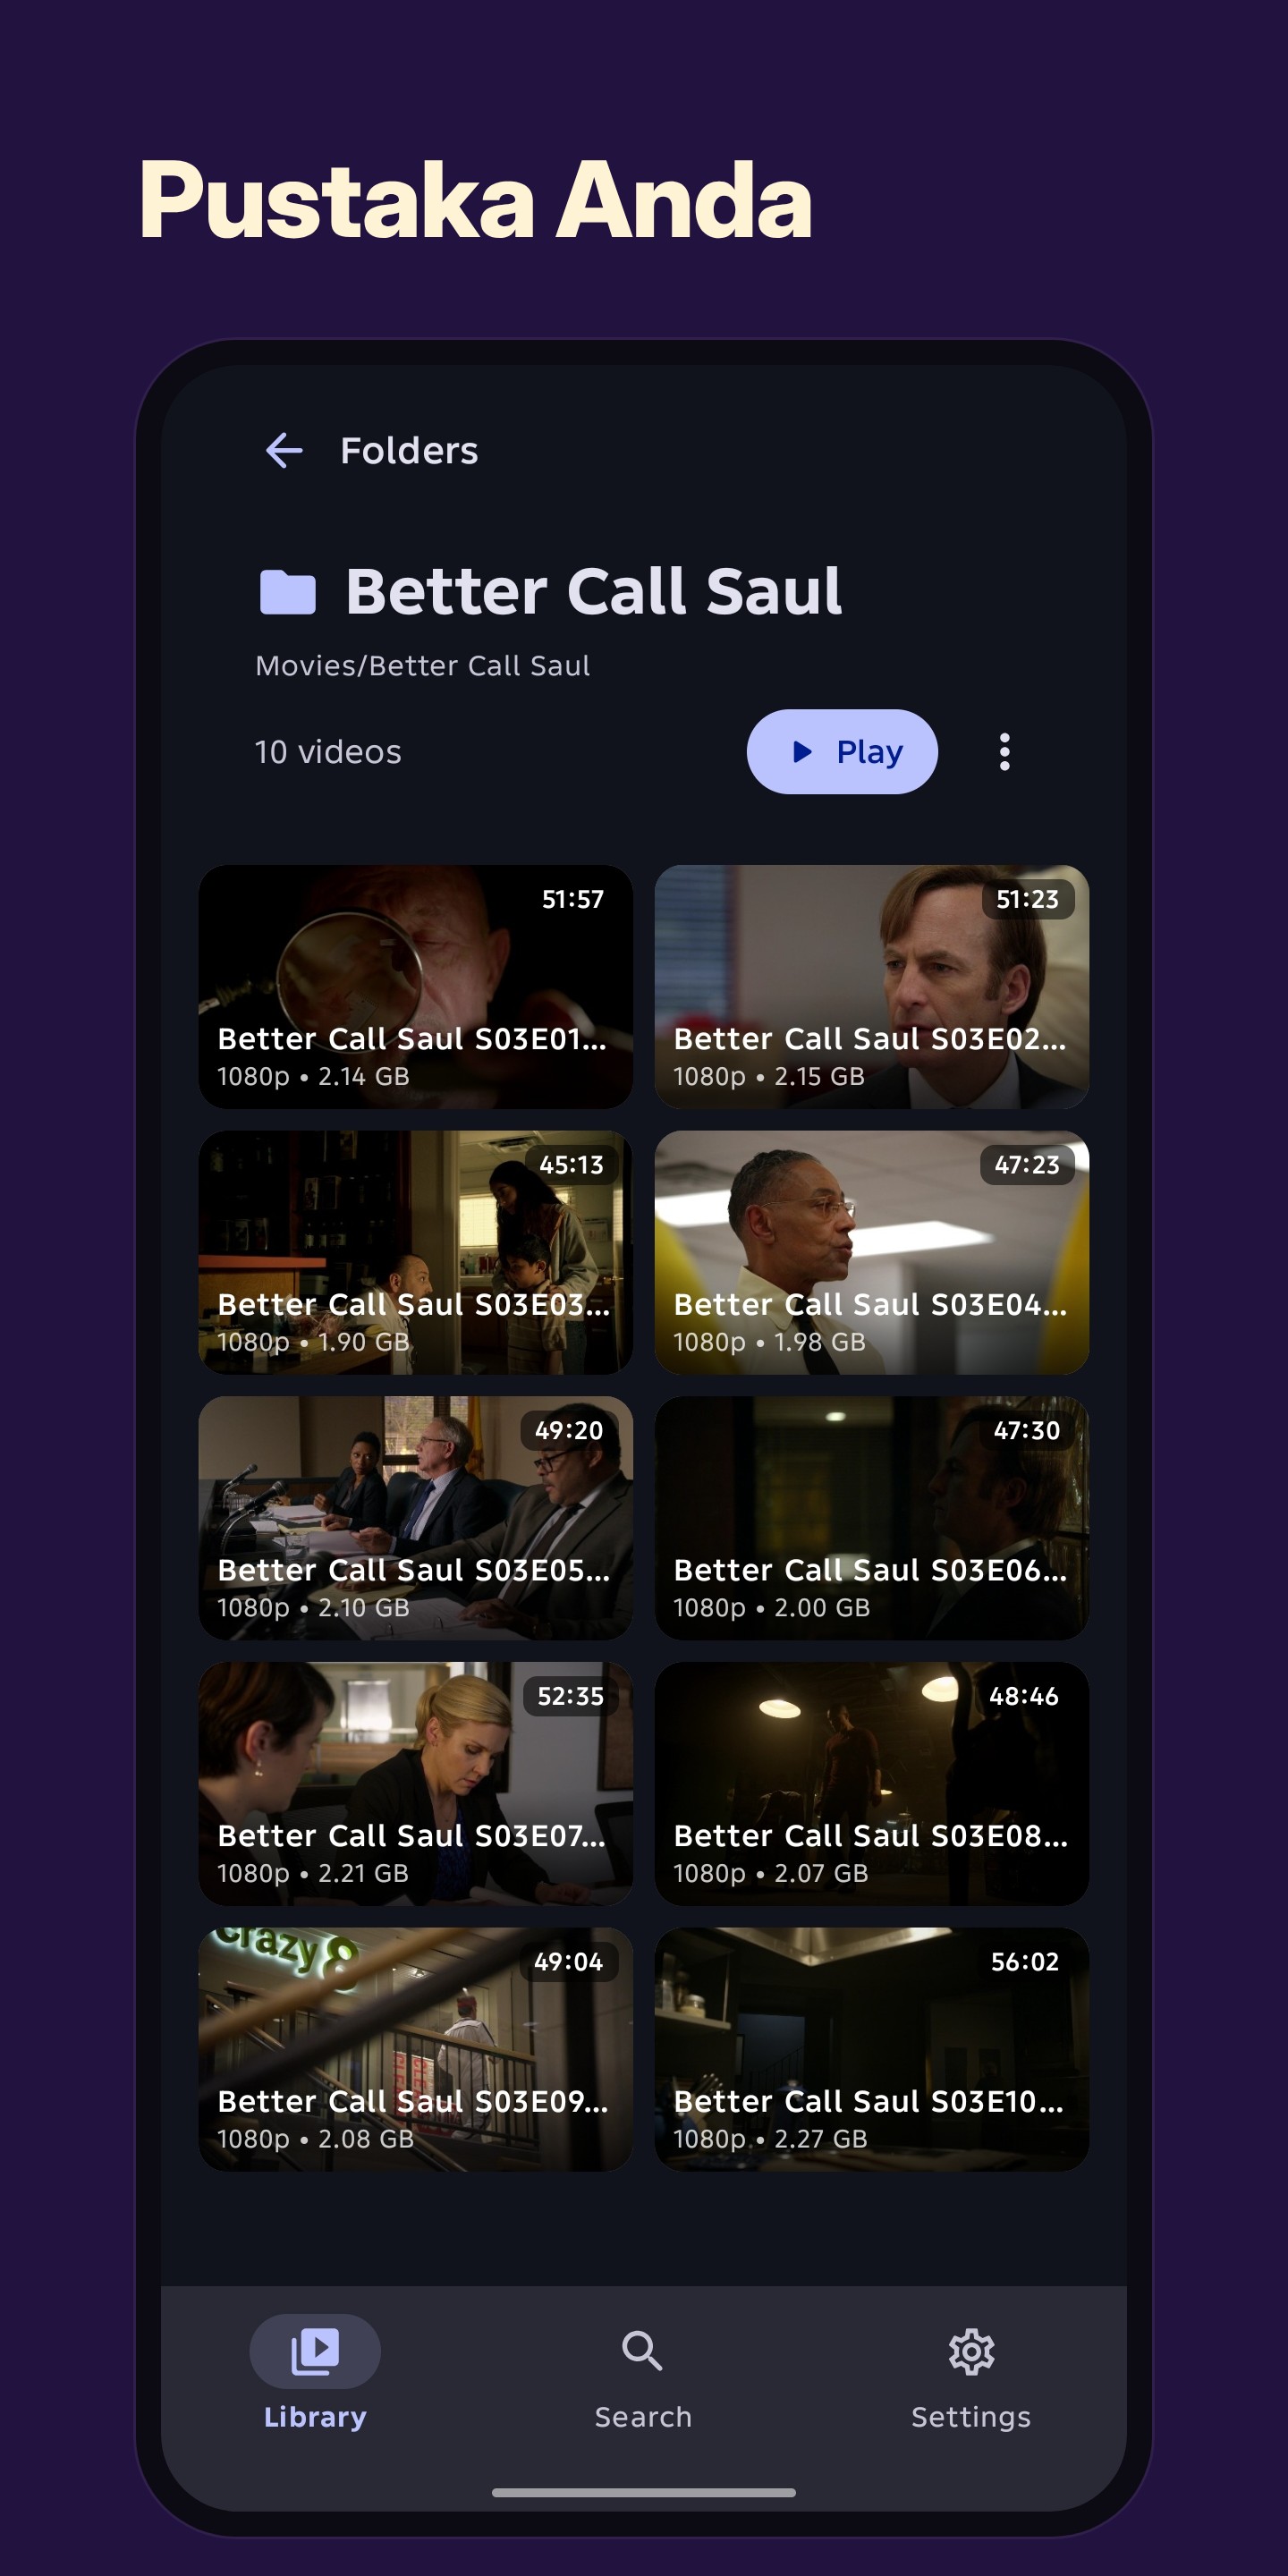 Pustaka Anda
Folders
Better Call Saul
Movies/Better Call Saul
10 videos
Play
51:57
Better Call Saul S03E01...
1080p • 2.14 GB
51:23
Better Call Saul S03E02...
1080p • 2.15 GB
45:13
Better Call Saul S03E03...
1080p • 1.90 GB
47:23
Better Call Saul S03E04...
1080p • 1.98 GB
49:20
Better Call Saul S03E05...
1080p • 2.10 GB
47:30
Better Call Saul S03E06...
1080p • 2.00 GB
52:35
Better Call Saul S03E07...
1080p • 2.21 GB
48:46
Better Call Saul S03E08...
1080p • 2.07 GB
crazy 8
49:04
Better Call Saul S03E09...
1080p • 2.08 GB
56:02
Better Call Saul S03E10...
1080p • 2.27 GB
Library
Search
Settings